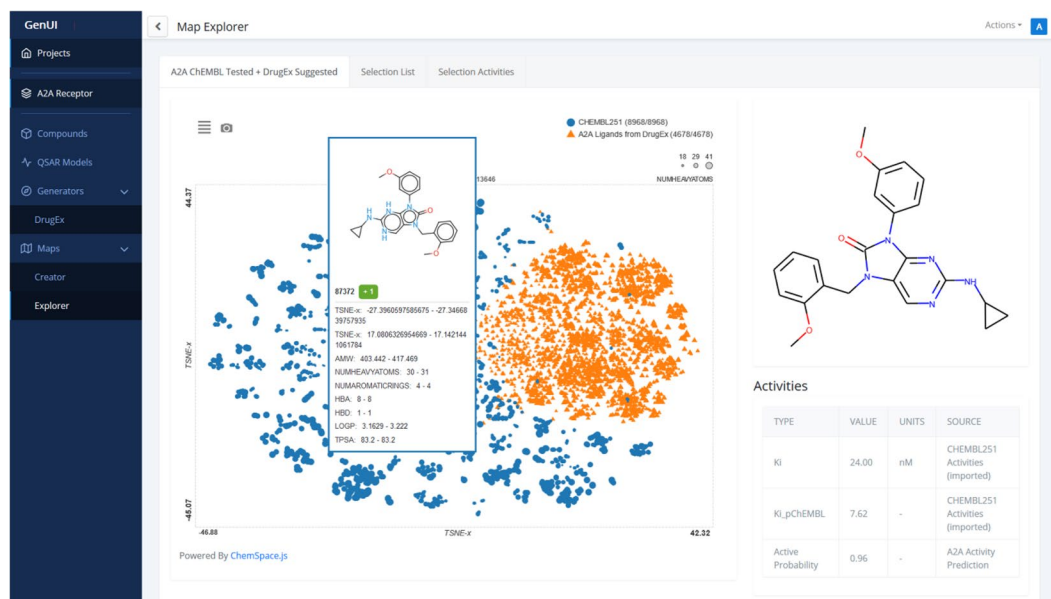 GenUI
Map Explorer
Actions
A
Projects
A2A Receptor
Compounds
QSAR Models
Generators
DrugEx
Maps
Creator
Explorer
A2A ChEMBL Tested + DrugEx Suggested
Selection List
Selection Activities
CHEMBL251 (8968/8968)
A2A Ligands from DrugEx (4678/4678)
18 29 41
13646
NUMHEAVYATOMS
44.37
TSNE-x
-45.07
-46.88
TSNE-x
42.32
H
N
H
N
N
O
N
N
H
O
O
87372 + 1
TSNE-x: -27.3960597585675 - -27.34668
39757935
TSNE-x: 17.0806326954669 - 17.142144
1061784
AMW: 403.442 - 417.469
NUMHEAVYATOMS: 30 - 31
NUMAROMATICRINGS: 4 - 4
HBA: 8 - 8
HBD: 1 - 1
LOGP: 3.1629 - 3.222
TPSA: 83.2 - 83.2
Powered By ChemSpace.js
O
O
N
N
N
N
NH
O
Activities
TYPE VALUE UNITS SOURCE
Ki 24.00 nM CHEMBL251
Activities
(imported)
Ki_pChEMBL 7.62 - CHEMBL251
Activities
(imported)
Active
Probability 0.96 - A2A Activity
Prediction